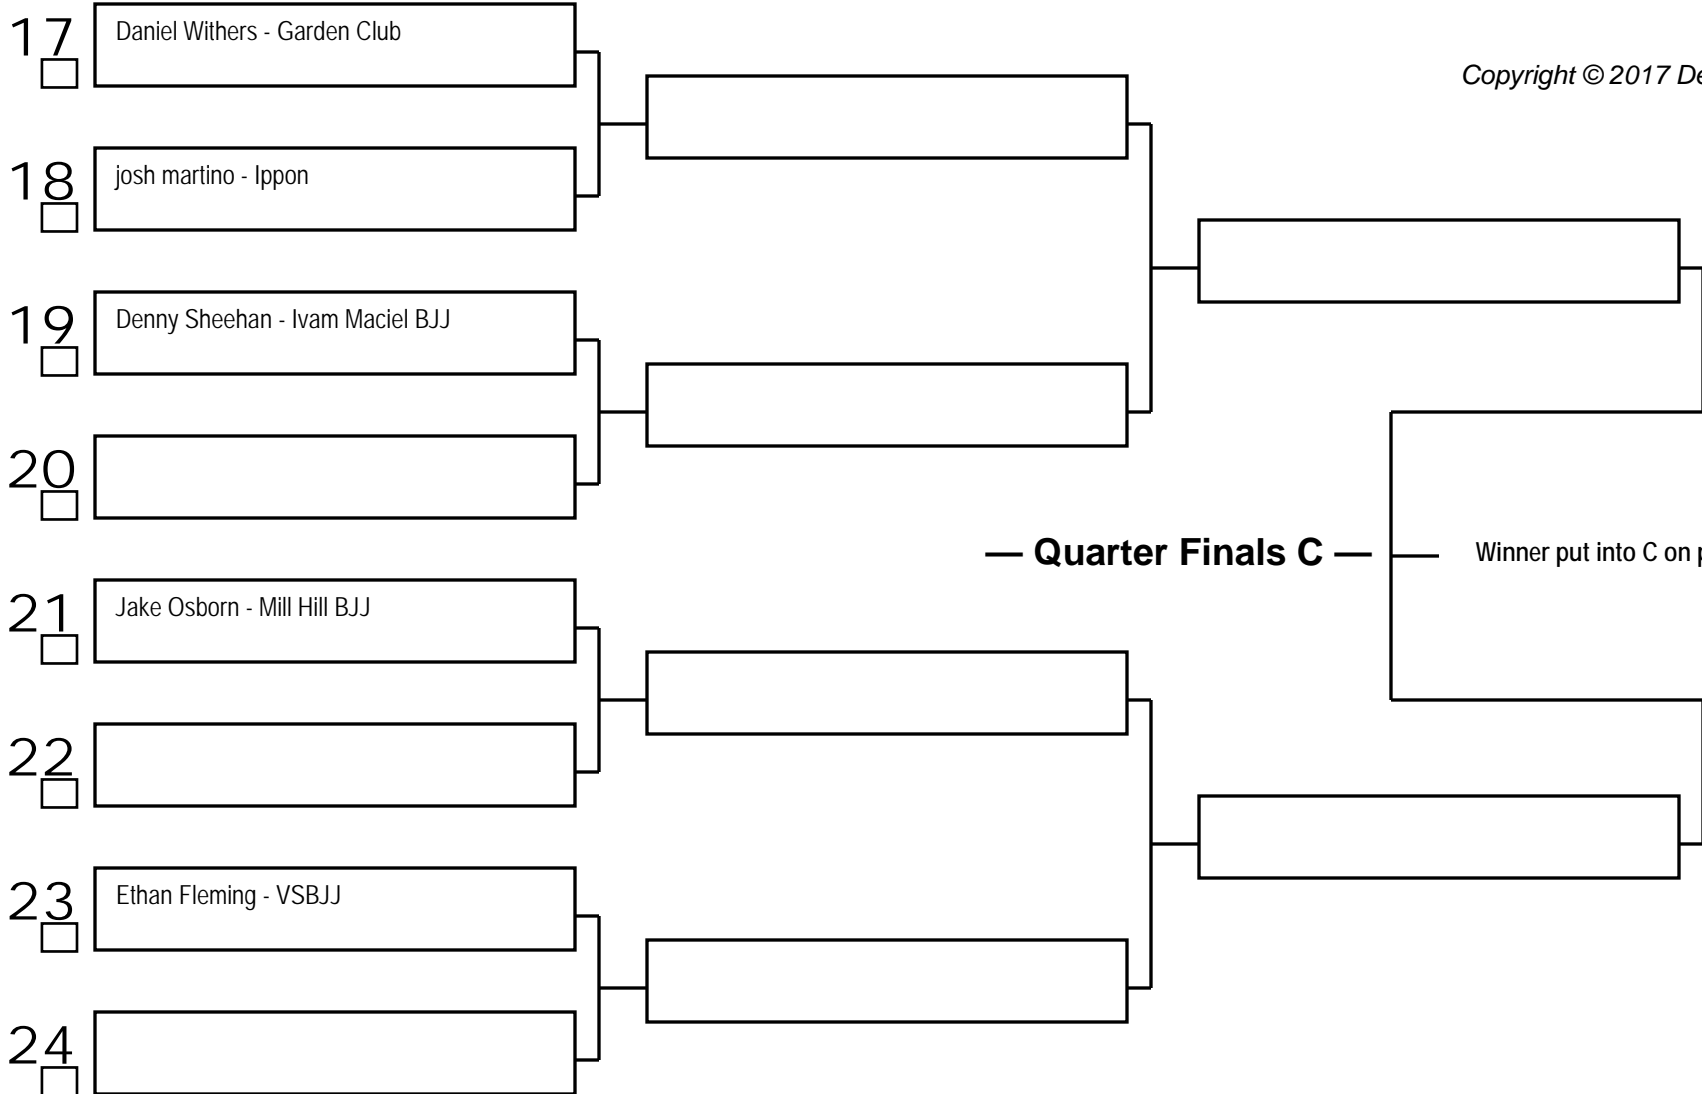 17
Daniel Withers - Garden Club
Copyright © 2017
18
josh martino - Ippon
19
Denny Sheehan - Ivam Maciel BJJ
20
— Quarter Finals C —
Winner put into C on
21
Jake Osborn - Mill Hill BJJ
22
23
Ethan Fleming - VSBJJ
24